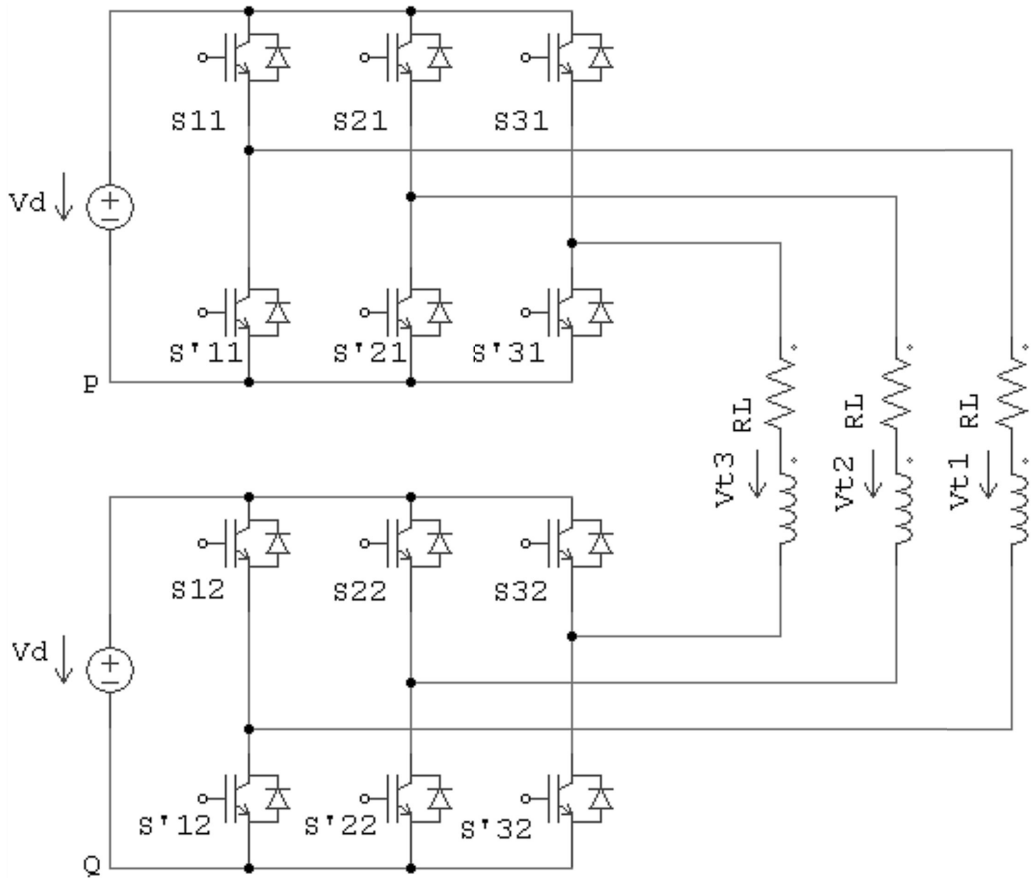 S11 S21 S31
Vd
S'11 S'21 S'31
P
RL RL RL
Vt3 Vt2 Vt1
S12 S22 S32
Vd
S'12 S'22 S'32
Q